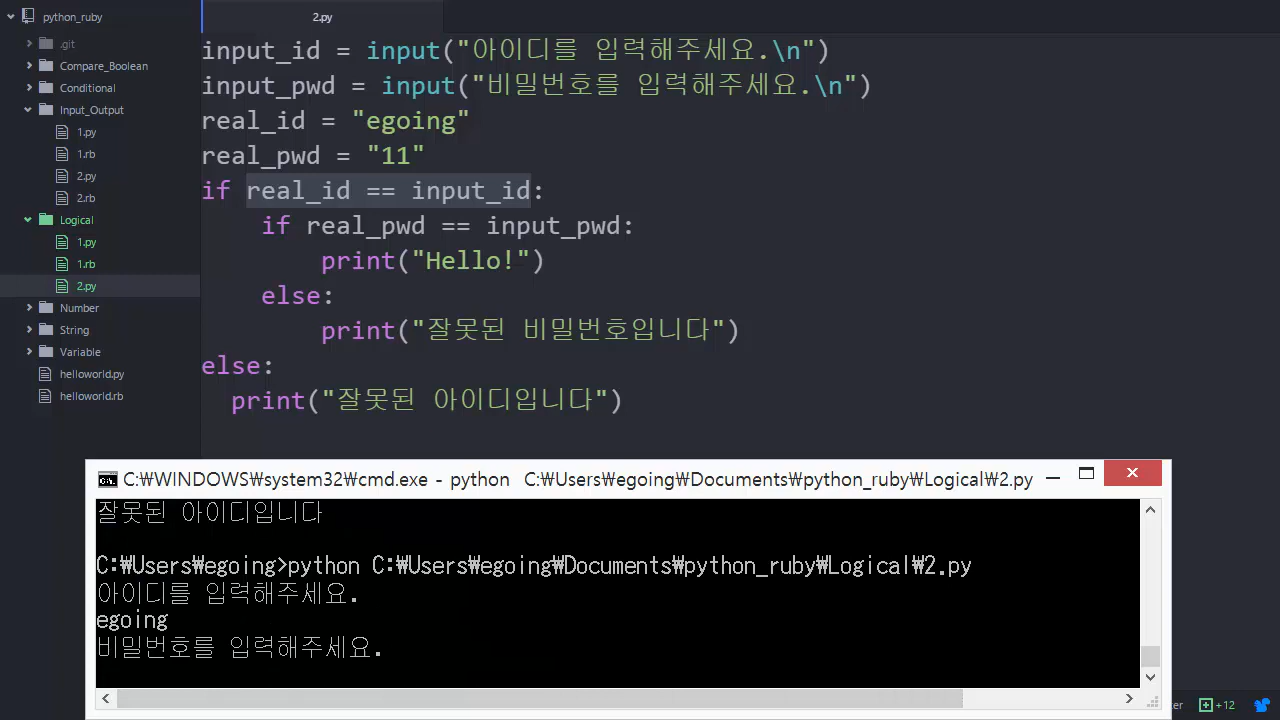 python_ruby
.git
Compare_Boolean
Conditional
Input_Output
1.py
1.rb
2.py
2.rb
Logical
1.py
1.rb
2.py
Number
String
Variable
helloworld.py
helloworld.rb
2.py
input_id = input("아이디를 입력해주세요.\n")
input_pwd = input("비밀번호를 입력해주세요.\n")
real_id = "egoing"
real_pwd = "11"
if real_id == input_id:
    if real_pwd == input_pwd:
        print("Hello!")
    else:
        print("잘못된 비밀번호입니다")
else:
  print("잘못된 아이디입니다")
C:₩WINDOWS₩system32₩cmd.exe - python  C:₩Users₩egoing₩Documents₩python_ruby₩Logical₩2.py
잘못된 아이디입니다
C:₩Users₩egoing>python C:₩Users₩egoing₩Documents₩python_ruby₩Logical₩2.py
아이디를 입력해주세요.
egoing
비밀번호를 입력해주세요.
+12